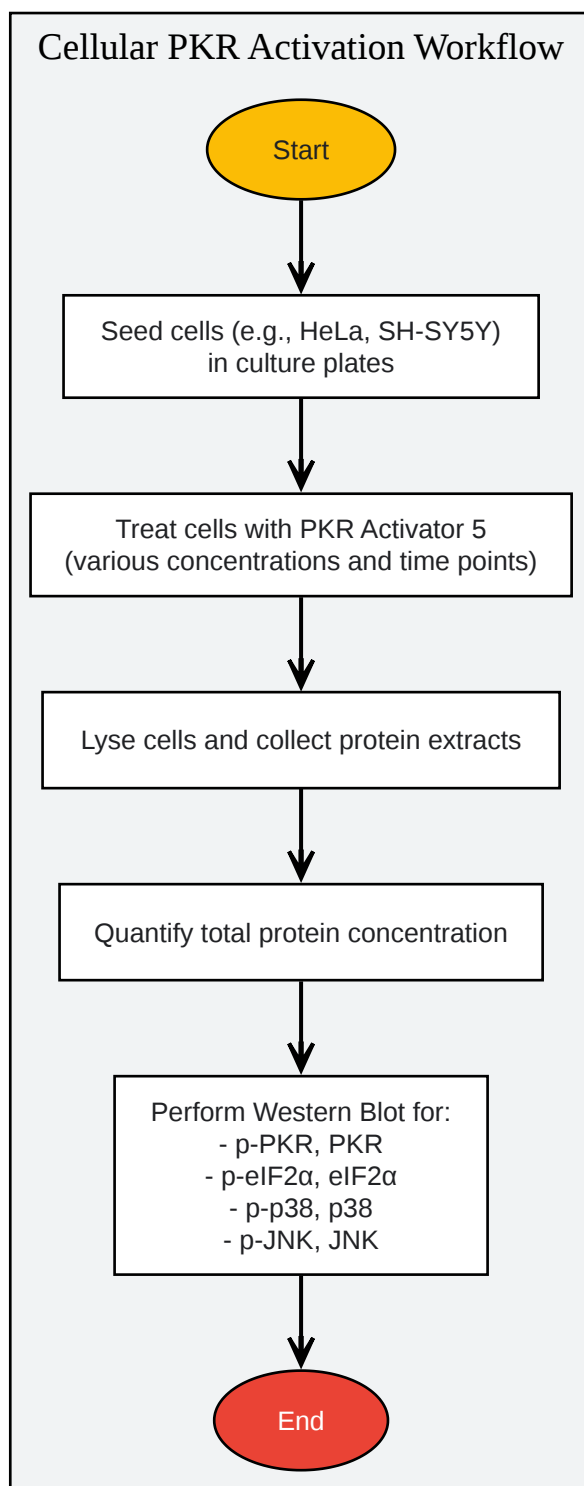 Cellular PKR Activation Workflow
Start
Seed cells (e.g., HeLa, SH-SY5Y)
in culture plates
Treat cells with PKR Activator 5
(various concentrations and time points)
Lyse cells and collect protein extracts
Quantify total protein concentration
Perform Western Blot for:
- p-PKR, PKR
- p-eIF2α, eIF2α
- p-p38, p38
- p-JNK, JNK
End